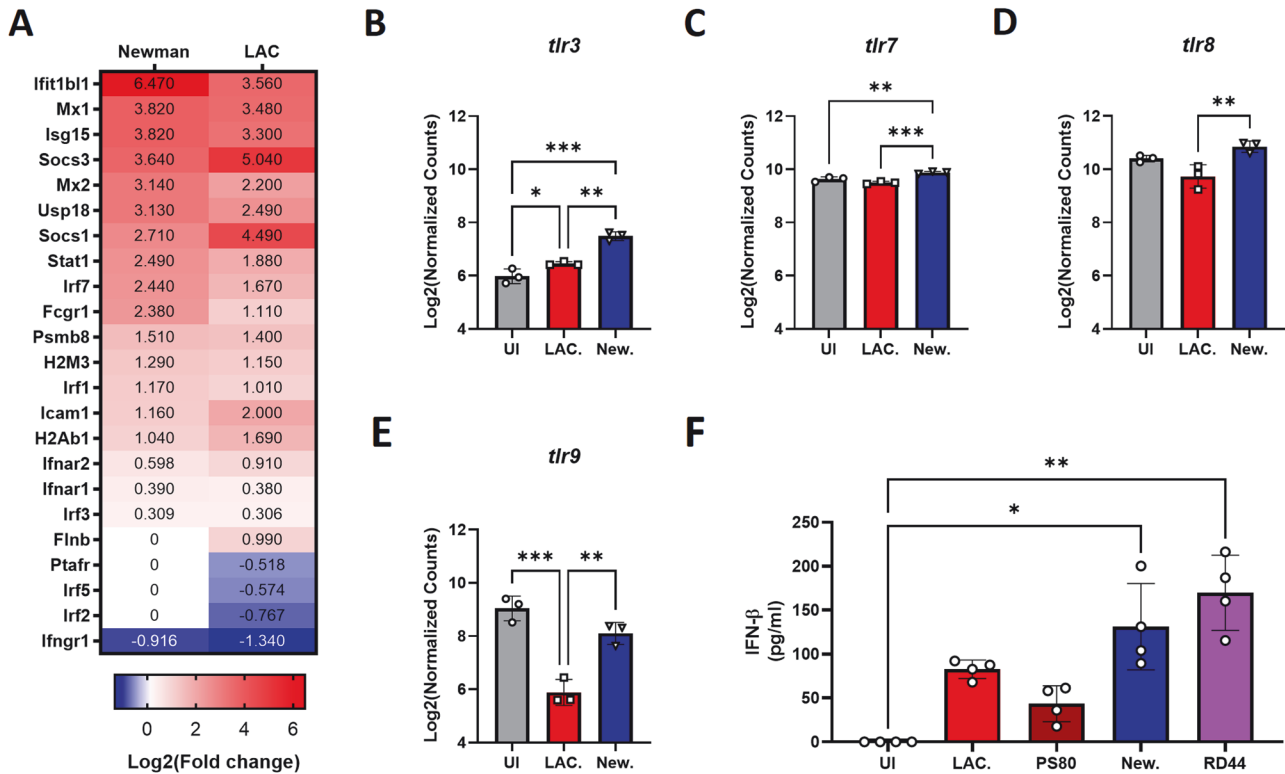 A
Newman LAC
Ifit1bl1 6.470 3.560
Mx1 3.820 3.480
Isg15 3.820 3.300
Socs3 3.640 5.040
Mx2 3.140 2.200
Usp18 3.130 2.490
Socs1 2.710 4.490
Stat1 2.490 1.880
Irf7 2.440 1.670
Fcgr1 2.380 1.110
Psmb8 1.510 1.400
H2M3 1.290 1.150
Irf1 1.170 1.010
Icam1 1.160 2.000
H2Ab1 1.040 1.690
Ifnar2 0.598 0.910
Ifnar1 0.390 0.380
Irf3 0.309 0.306
Flnb 0 0.990
Ptafr 0 -0.518
Irf5 0 -0.574
Irf2 0 -0.767
Ifngr1 -0.916 -1.340
0 2 4 6
Log2(Fold change)
B
tlr3
Log2(Normalized Counts)
12
10
8
6
4
***
* **
UI LAC. New.
C
tlr7
Log2(Normalized Counts)
12
10
8
6
4
**
***
UI LAC. New.
D
tlr8
Log2(Normalized Counts)
12
10
8
6
4
**
UI LAC. New.
E
tlr9
Log2(Normalized Counts)
12
10
8
6
4
*** **
UI LAC. New.
F
IFN-β
(pg/ml)
250
200
150
100
50
0
**
*
UI LAC. PS80 New. RD44